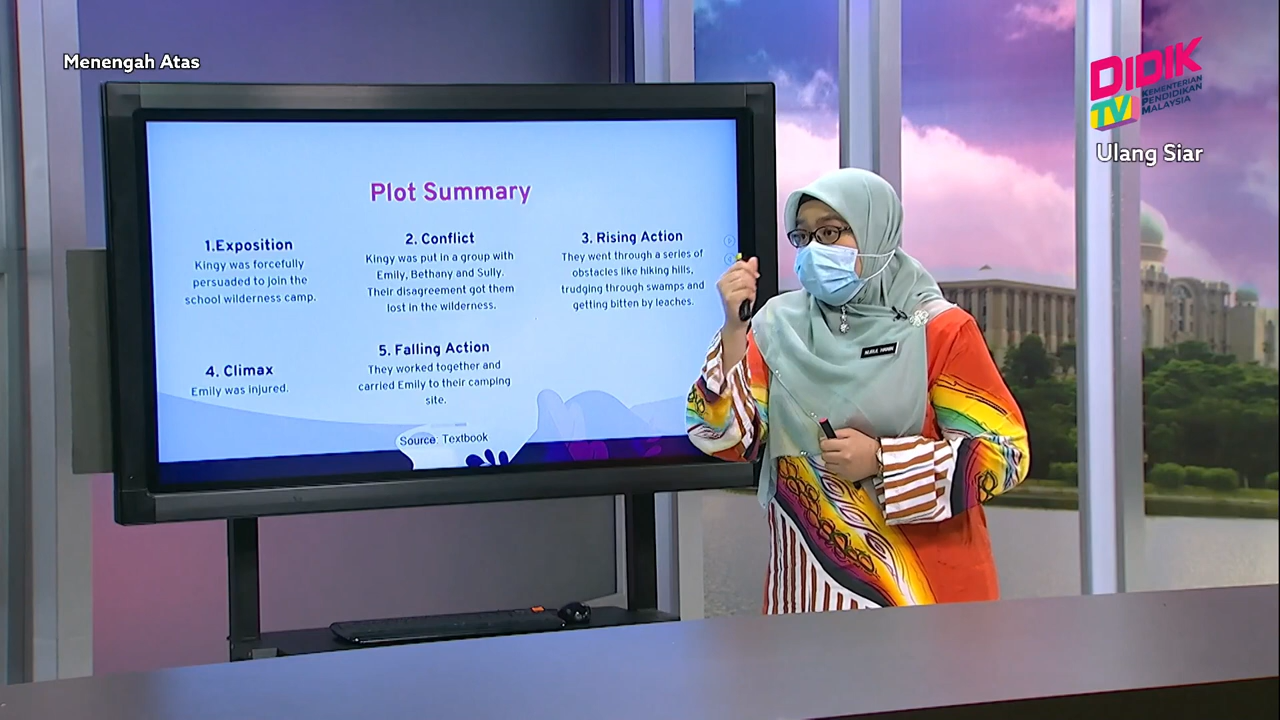 Menengah Atas
DIDIK
TV
KEMENTERIAN
PENDIDIKAN
MALAYSIA
Ulang Siar
Plot Summary
1.Exposition
Kingy was forcefully
persuaded to join the
school wilderness camp.
2. Conflict
Kingy was put in a group with
Emily, Bethany and Sully.
Their disagreement got them
lost in the wilderness.
3. Rising Action
They went through a series of
obstacles like hiking hills,
trudging through swamps and
getting bitten by leaches.
4. Climax
Emily was injured.
5. Falling Action
They worked together and
carried Emily to their camping
site.
Source: Textbook